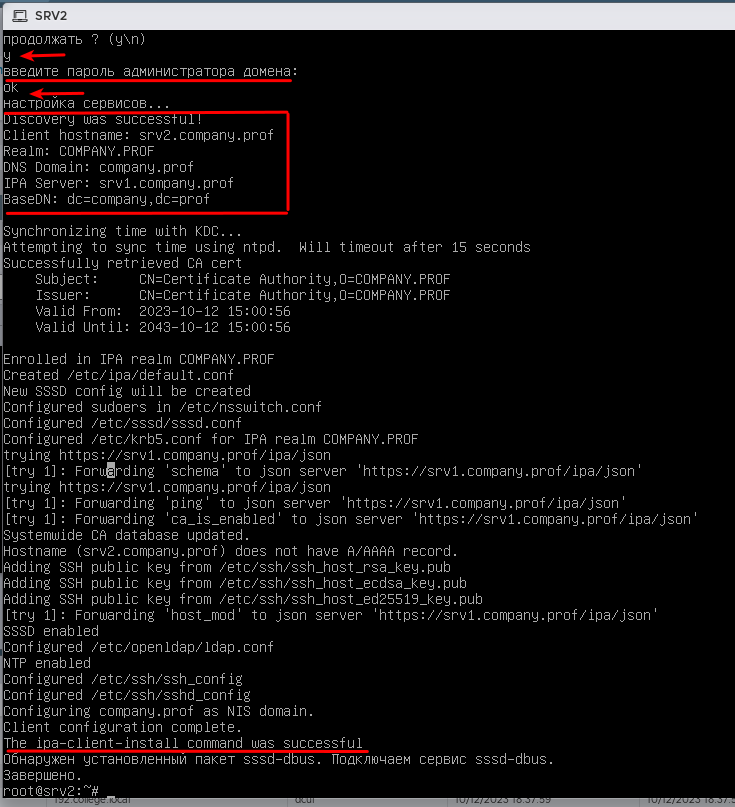 SRV2
продолжать ? (y\n)
y
введите пароль администратора домена:
ok
настройка сервисов...
Discovery was successful!
Client hostname: srv2.company.prof
Realm: COMPANY.PROF
DNS Domain: company.prof
IPA Server: srv1.company.prof
BaseDN: dc=company,dc=prof
Synchronizing time with KDC...
Attempting to sync time using ntpd.  Will timeout after 15 seconds
Successfully retrieved CA cert
    Subject:     CN=Certificate Authority,O=COMPANY.PROF
    Issuer:      CN=Certificate Authority,O=COMPANY.PROF
    Valid From:  2023-10-12 15:00:56
    Valid Until: 2043-10-12 15:00:56
Enrolled in IPA realm COMPANY.PROF
Created /etc/ipa/default.conf
New SSSD config will be created
Configured sudoers in /etc/nsswitch.conf
Configured /etc/sssd/sssd.conf
Configured /etc/krb5.conf for IPA realm COMPANY.PROF
trying https://srv1.company.prof/ipa/json
[try 1]: Forwarding 'schema' to json server 'https://srv1.company.prof/ipa/json'
trying https://srv1.company.prof/ipa/json
[try 1]: Forwarding 'ping' to json server 'https://srv1.company.prof/ipa/json'
[try 1]: Forwarding 'ca_is_enabled' to json server 'https://srv1.company.prof/ipa/json'
Systemwide CA database updated.
Hostname (srv2.company.prof) does not have A/AAAA record.
Adding SSH public key from /etc/ssh/ssh_host_rsa_key.pub
Adding SSH public key from /etc/ssh/ssh_host_ecdsa_key.pub
Adding SSH public key from /etc/ssh/ssh_host_ed25519_key.pub
[try 1]: Forwarding 'host_mod' to json server 'https://srv1.company.prof/ipa/json'
SSSD enabled
Configured /etc/openldap/ldap.conf
NTP enabled
Configured /etc/ssh/ssh_config
Configured /etc/ssh/sshd_config
Configuring company.prof as NIS domain.
Client configuration complete.
The ipa-client-install command was successful
Обнаружен установленный пакет sssd-dbus. Подключаем сервис sssd-dbus.
Завершено.
root@srv2:~# _